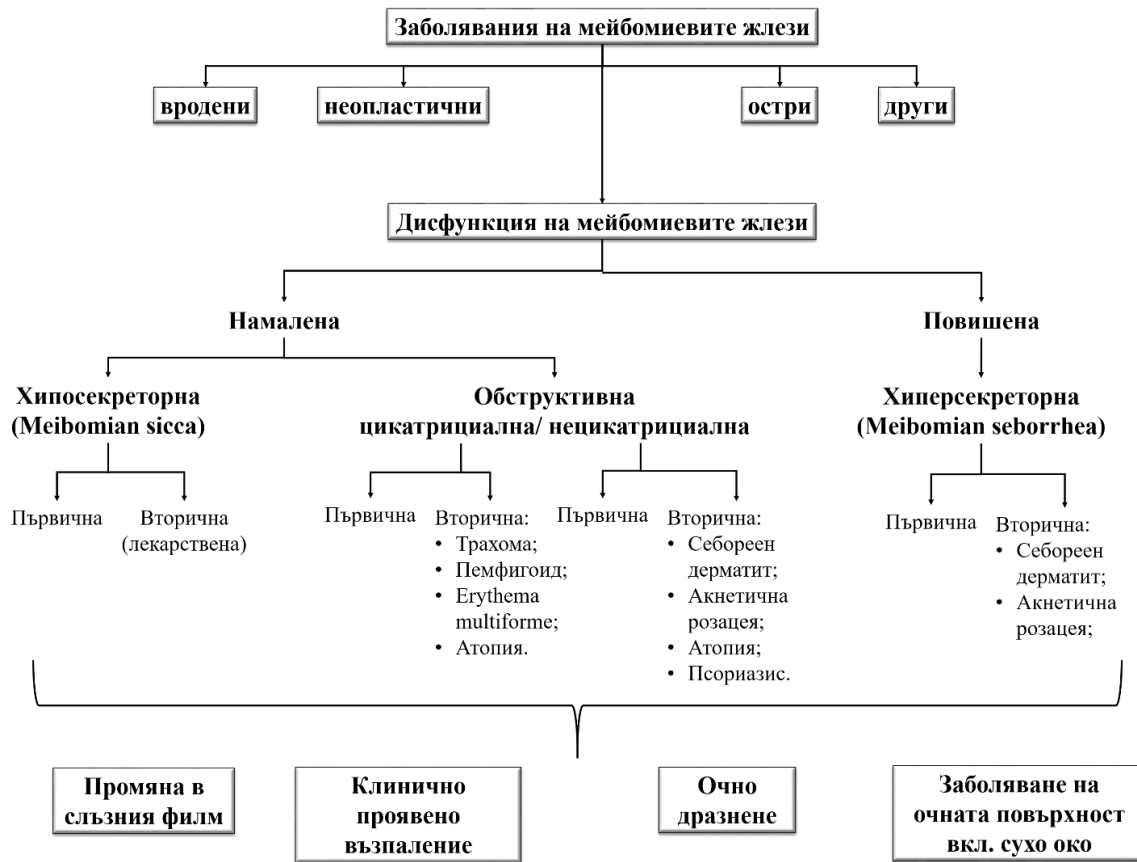 Заболявания на мейбомиевите жлези
вродени
неопластични
остри
други
Дисфункция на мейбомиевите жлези
Намалена
Повишена
Хипосекреторна
(Meibomian sicca)
Обструктивна
цикатрициална/ нецикатрициална
Хиперсекреторна
(Meibomian seborrhea)
Първична
Вторична
(лекарствена)
Първична
Вторична:
• Трахома;
• Пемфигоид;
• Erythema
multiforme;
• Атопия.
Първична
Вторична:
• Себореен
дерматит;
• Акнетична
розацея;
• Атопия;
• Псориазис.
Първична
Вторична:
• Себореен
дерматит;
• Акнетична
розацея;
Промяна в
слъзния филм
Клинично
проявено
възпаление
Очно
дразнене
Заболяване на
очната повърхност
вкл. сухо око